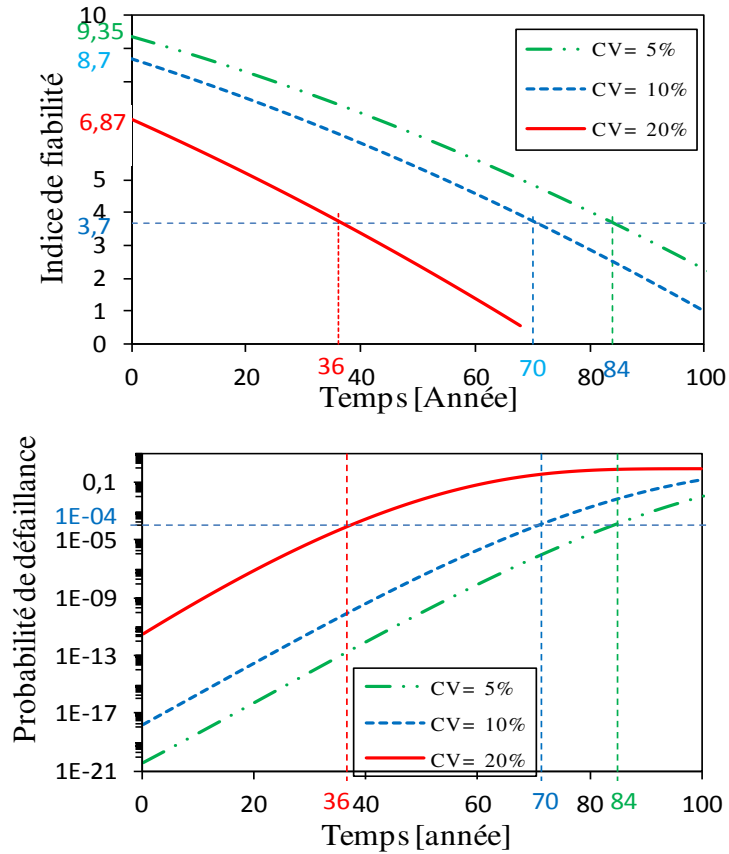 10
9,35
8,7
6,87
5
4
3,7
3
2
1
0
Indice de fiabilité
CV= 5%
CV= 10%
CV= 20%
0
20
36
40
60
70
80
84
100
Temps [Année]
0,1
1E-04
1E-05
1E-09
1E-13
1E-17
1E-21
Probabilité de défaillance
CV= 5%
CV= 10%
CV= 20%
0
20
36
40
60
70
80
84
100
Temps [année]